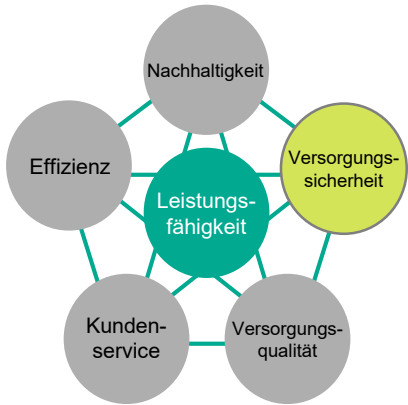 Nachhaltigkeit
Effizienz
Versorgungs-
sicherheit
Leistungs-
fähigkeit
Kunden-
service
Versorgungs-
qualität